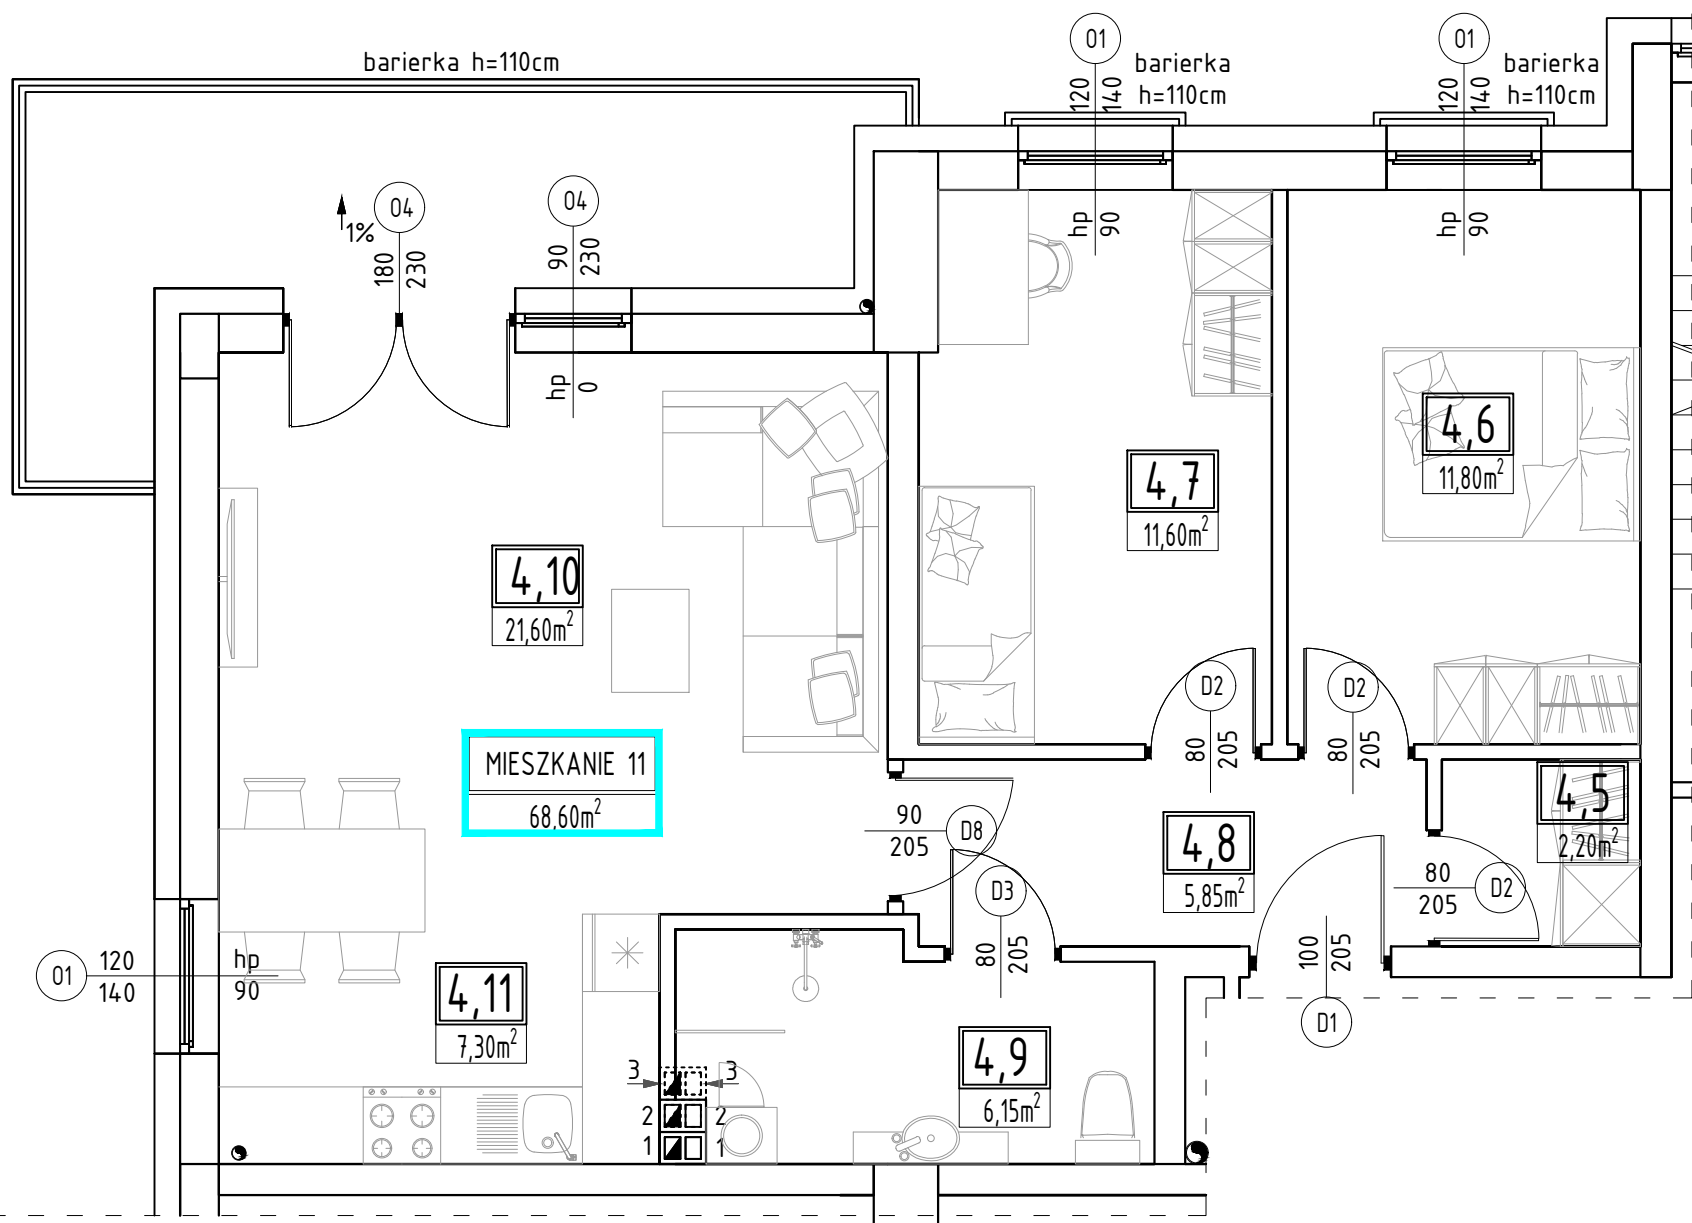 barierka h=110cm
01
120
140
barierka
h=110cm
hp
90
01
120
140
barierka
h=110cm
hp
90
1%
04
180
230
04
90
230
hp
0
4,6
11,80m²
4,7
11,60m²
4,10
21,60m²
D2
80
205
D2
80
205
MIESZKANIE 11
68,60m²
4,5
2,20m²
90
205
D8
4,8
5,85m²
D3
80
205
80
205
D2
01
120
140
hp
90
4,11
7,30m²
100
205
D1
4,9
6,15m²
3
3
2
2
1
1